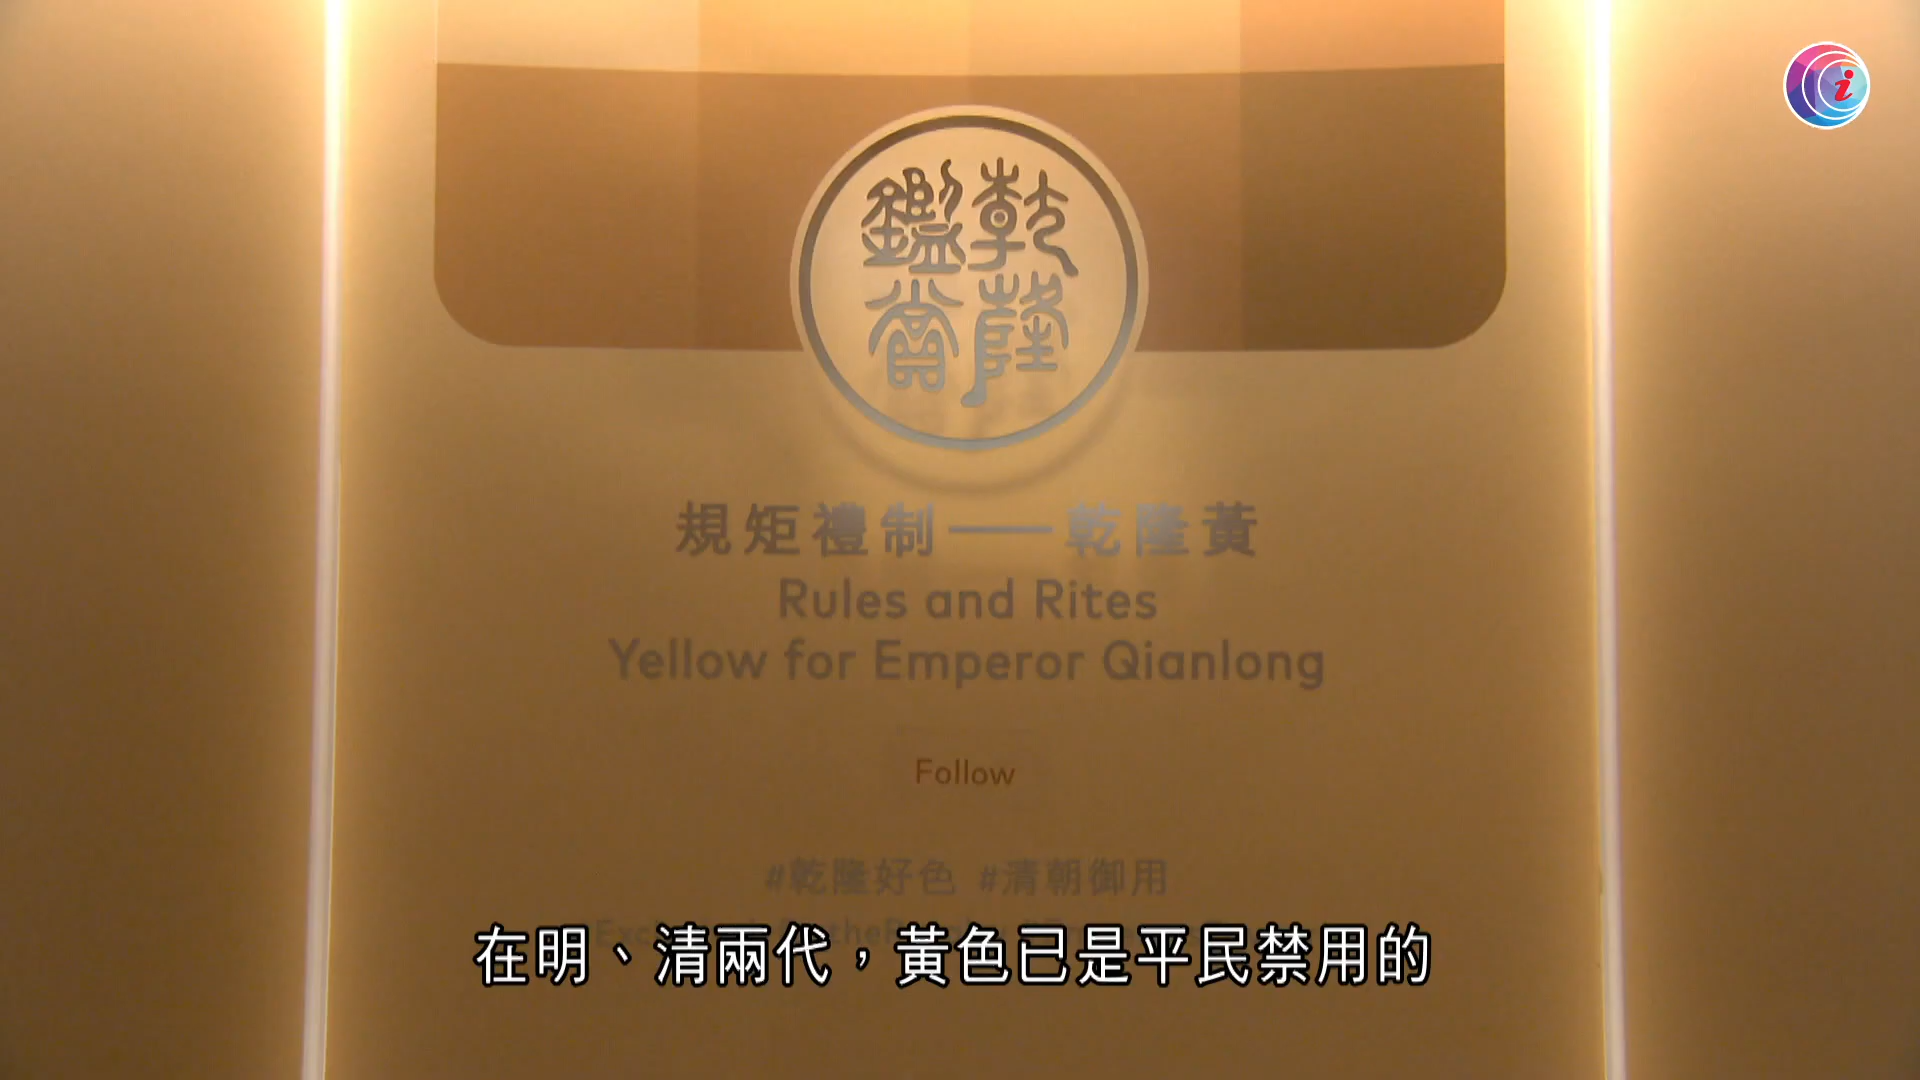 乾隆
鑑賞
規矩禮制——乾隆黃
Rules and Rites
Yellow for Emperor Qianlong
Follow
#乾隆好色 #清朝御用
在明、清兩代，黃色已是平民禁用的